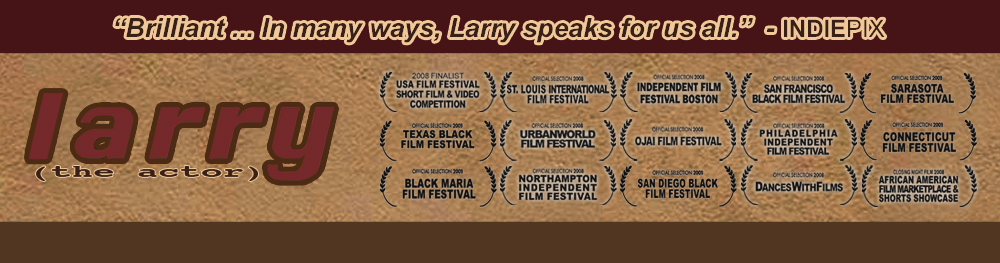 “Brilliant ... In many ways, Larry speaks for us all.” - INDIEPIX
larry
(the actor)
2008 FINALIST
USA FILM FESTIVAL
SHORT FILM & VIDEO
COMPETITION
OFFICIAL SELECTION 2008
ST. LOUIS INTERNATIONAL
FILM FESTIVAL
OFFICIAL SELECTION 2008
INDEPENDENT FILM
FESTIVAL BOSTON
OFFICIAL SELECTION 2008
SAN FRANCISCO
BLACK FILM FESTIVAL
OFFICIAL SELECTION 2009
SARASOTA
FILM FESTIVAL
OFFICIAL SELECTION 2008
TEXAS BLACK
FILM FESTIVAL
OFFICIAL SELECTION 2008
URBANWORLD
FILM FESTIVAL
OFFICIAL SELECTION 2008
OJAI FILM FESTIVAL
OFFICIAL SELECTION 2008
PHILADELPHIA
INDEPENDENT
FILM FESTIVAL
OFFICIAL SELECTION 2009
CONNECTICUT
FILM FESTIVAL
OFFICIAL SELECTION 2008
BLACK MARIA
FILM FESTIVAL
OFFICIAL SELECTION 2008
NORTHAMPTON
INDEPENDENT
FILM FESTIVAL
OFFICIAL SELECTION 2008
SAN DIEGO BLACK
FILM FESTIVAL
OFFICIAL SELECTION 2008
DANCESWITHFILMS
CLOSING NIGHT FILM 2008
AFRICAN AMERICAN
FILM MARKETPLACE &
SHORTS SHOWCASE